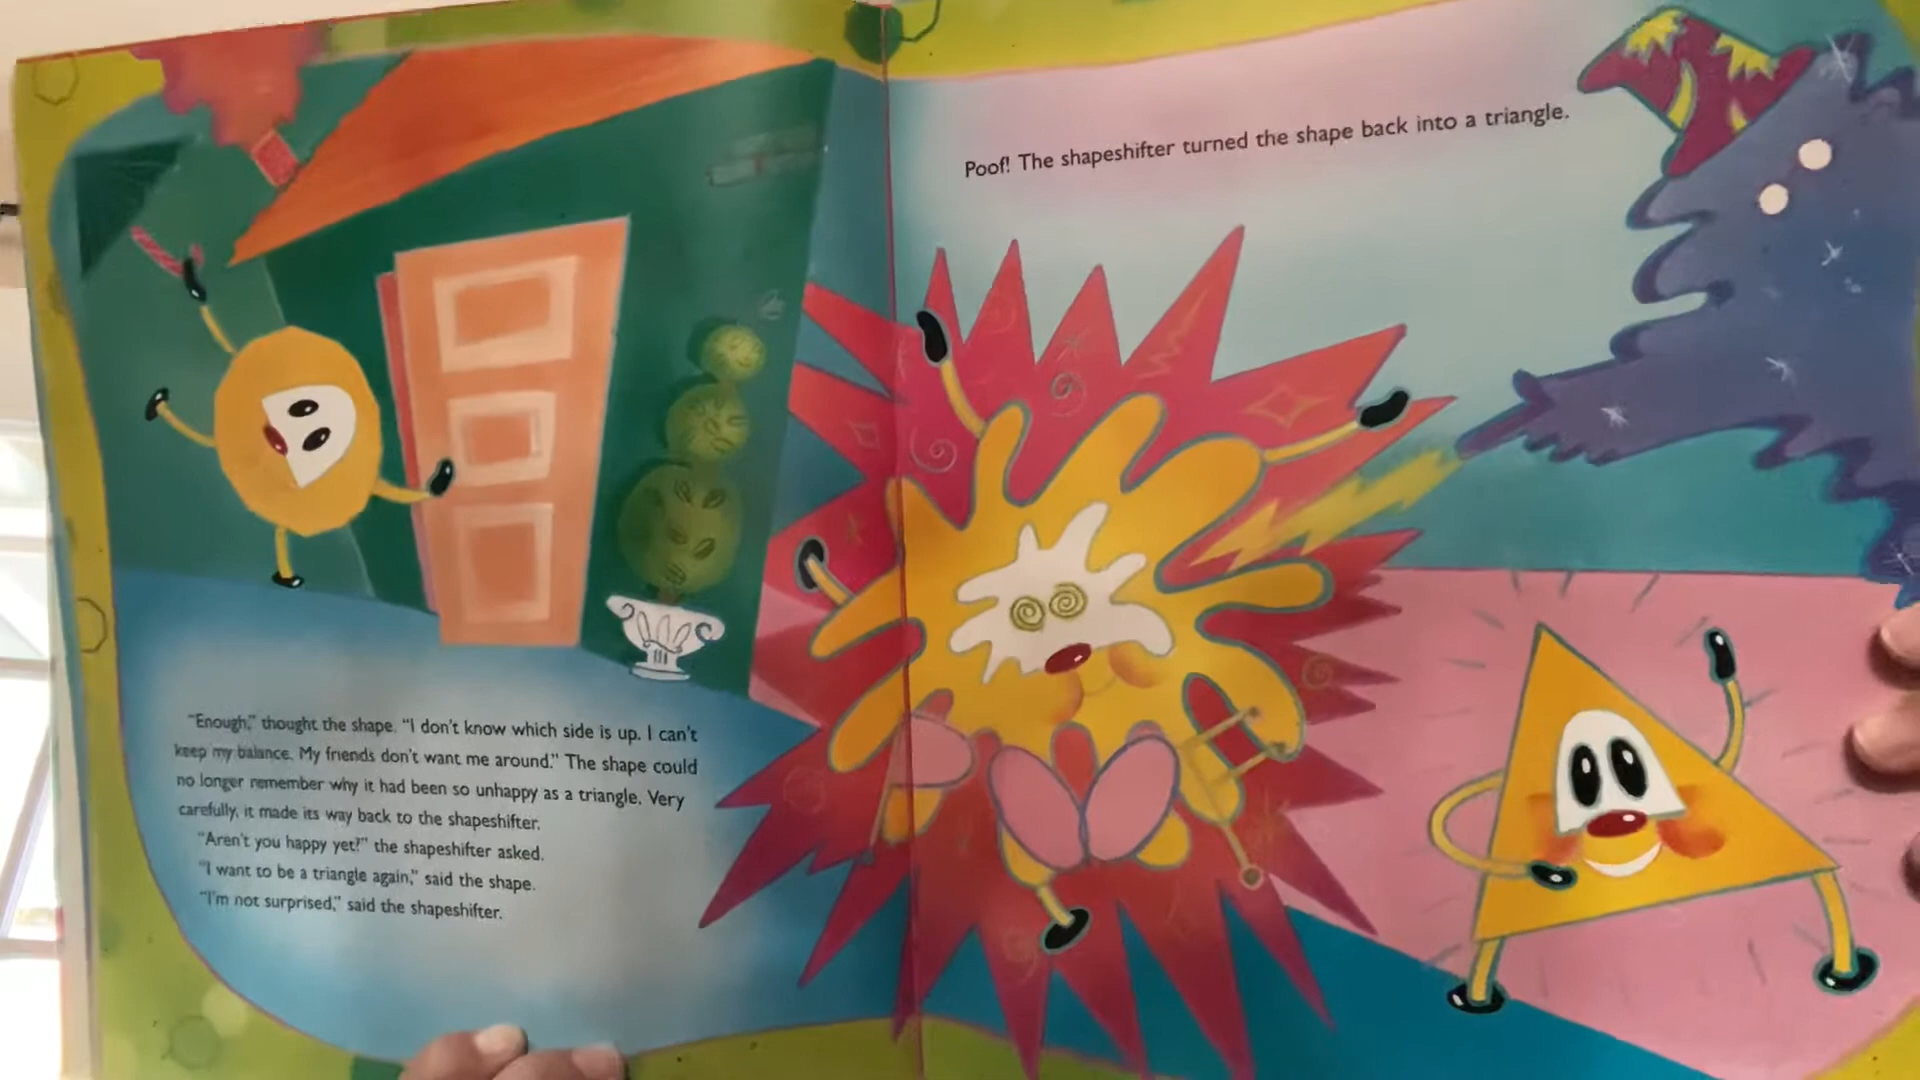 "Enough," thought the shape. "I don't know which side is up. I can't
keep my balance. My friends don't want me around." The shape could
no longer remember why it had been so unhappy as a triangle. Very
carefully, it made its way back to the shapeshifter.
"Aren't you happy yet?" the shapeshifter asked.
"I want to be a triangle again," said the shape.
"I'm not surprised," said the shapeshifter.
Poof! The shapeshifter turned the shape back into a triangle.